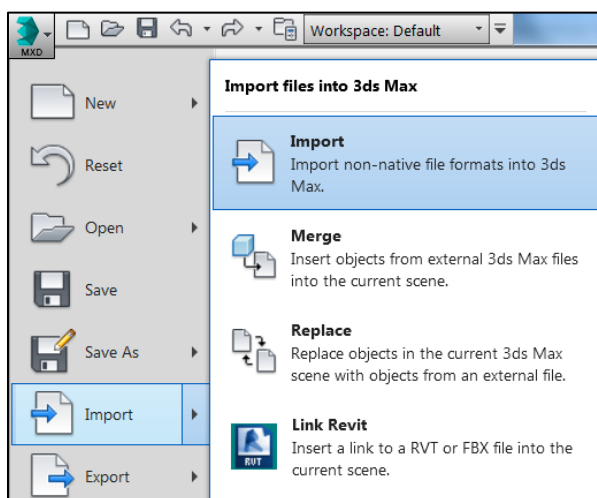 Workspace: Default
MXD
Import files into 3ds Max
New
Import
Import non-native file formats into 3ds
Max.
Reset
Open
Merge
Insert objects from external 3ds Max files
into the current scene.
Save
Replace
Replace objects in the current 3ds Max
scene with objects from an external file.
Save As
Import
Link Revit
Insert a link to a RVT or FBX file into the
current scene.
RVT
Export